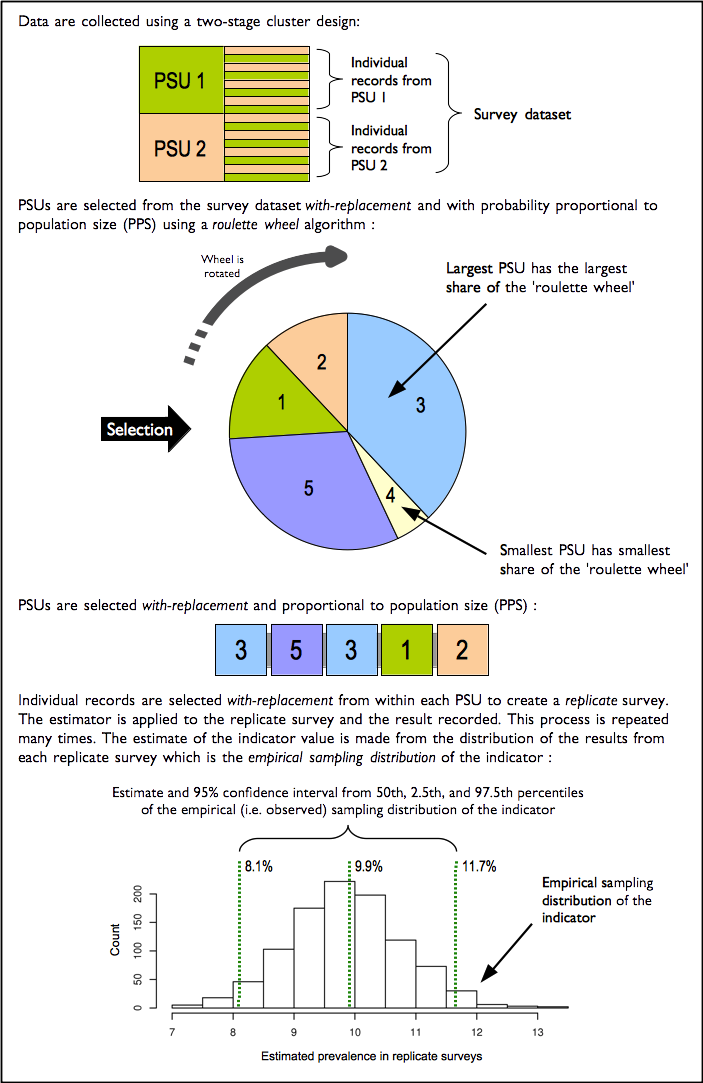 Data are collected using a two-stage cluster design:
PSU 1
Individual
records from
PSU 1
PSU 2
Individual
records from
PSU 2
Survey dataset
PSUs are selected from the survey dataset with-replacement and with probability proportional to
population size (PPS) using a roulette wheel algorithm :
Wheel is
rotated
Largest PSU has the largest
share of the 'roulette wheel'
2
1
3
Selection
5
4
Smallest PSU has smallest
share of the 'roulette wheel'
PSUs are selected with-replacement and proportional to population size (PPS) :
3 5 3 1 2
Individual records are selected with-replacement from within each PSU to create a replicate survey.
The estimator is applied to the replicate survey and the result recorded. This process is repeated
many times. The estimate of the indicator value is made from the distribution of the results from
each replicate survey which is the empirical sampling distribution of the indicator :
Estimate and 95% confidence interval from 50th, 2.5th, and 97.5th percentiles
of the empirical (i.e. observed) sampling distribution of the indicator
8.1% 9.9% 11.7%
Empirical sampling
distribution of the
indicator
Count
200
150
100
50
0
7 8 9 10 11 12 13
Estimated prevalence in replicate surveys